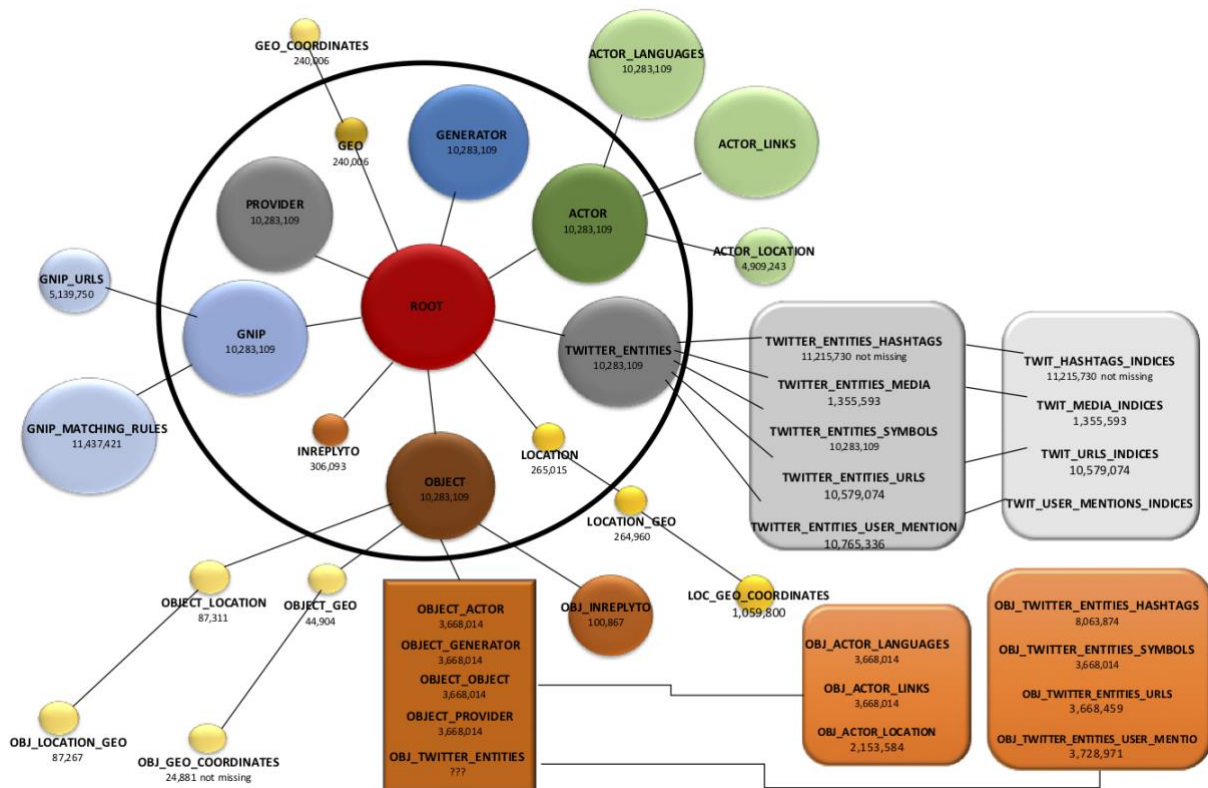 GEO_COORDINATES
240,006
GEO
240,006
GENERATOR
10,283,109
ACTOR_LANGUAGES
10,283,109
ACTOR_LINKS
PROVIDER
10,283,109
ACTOR
10,283,109
ACTOR_LOCATION
4,909,243
GNIP_URLS
5,139,750
ROOT
GNIP
10,283,109
TWITTER_ENTITIES
10,283,109
GNIP_MATCHING_RULES
11,437,421
INREPLYTO
306,093
LOCATION
265,015
OBJECT
10,283,109
LOCATION_GEO
264,960
LOC_GEO_COORDINATES
1,059,800
TWITTER_ENTITIES_HASHTAGS
11,215,730 not missing
TWITTER_ENTITIES_MEDIA
1,355,593
TWITTER_ENTITIES_SYMBOLS
10,283,109
TWITTER_ENTITIES_URLS
10,579,074
TWITTER_ENTITIES_USER_MENTION
10,765,336
TWIT_HASHTAGS_INDICES
11,215,730 not missing
TWIT_MEDIA_INDICES
1,355,593
TWIT_URLS_INDICES
10,579,074
TWIT_USER_MENTIONS_INDICES
OBJECT_LOCATION
87,311
OBJECT_GEO
44,904
OBJ_LOCATION_GEO
87,267
OBJ_GEO_COORDINATES
24,881 not missing
OBJECT_ACTOR
3,668,014
OBJECT_GENERATOR
3,668,014
OBJECT_OBJECT
3,668,014
OBJECT_PROVIDER
3,668,014
OBJ_TWITTER_ENTITIES
???
OBJ_INREPLYTO
100,867
OBJ_ACTOR_LANGUAGES
3,668,014
OBJ_ACTOR_LINKS
3,668,014
OBJ_ACTOR_LOCATION
2,153,584
OBJ_TWITTER_ENTITIES_HASHTAGS
8,063,874
OBJ_TWITTER_ENTITIES_SYMBOLS
3,668,014
OBJ_TWITTER_ENTITIES_URLS
3,668,459
OBJ_TWITTER_ENTITIES_USER_MENTIO
3,728,971